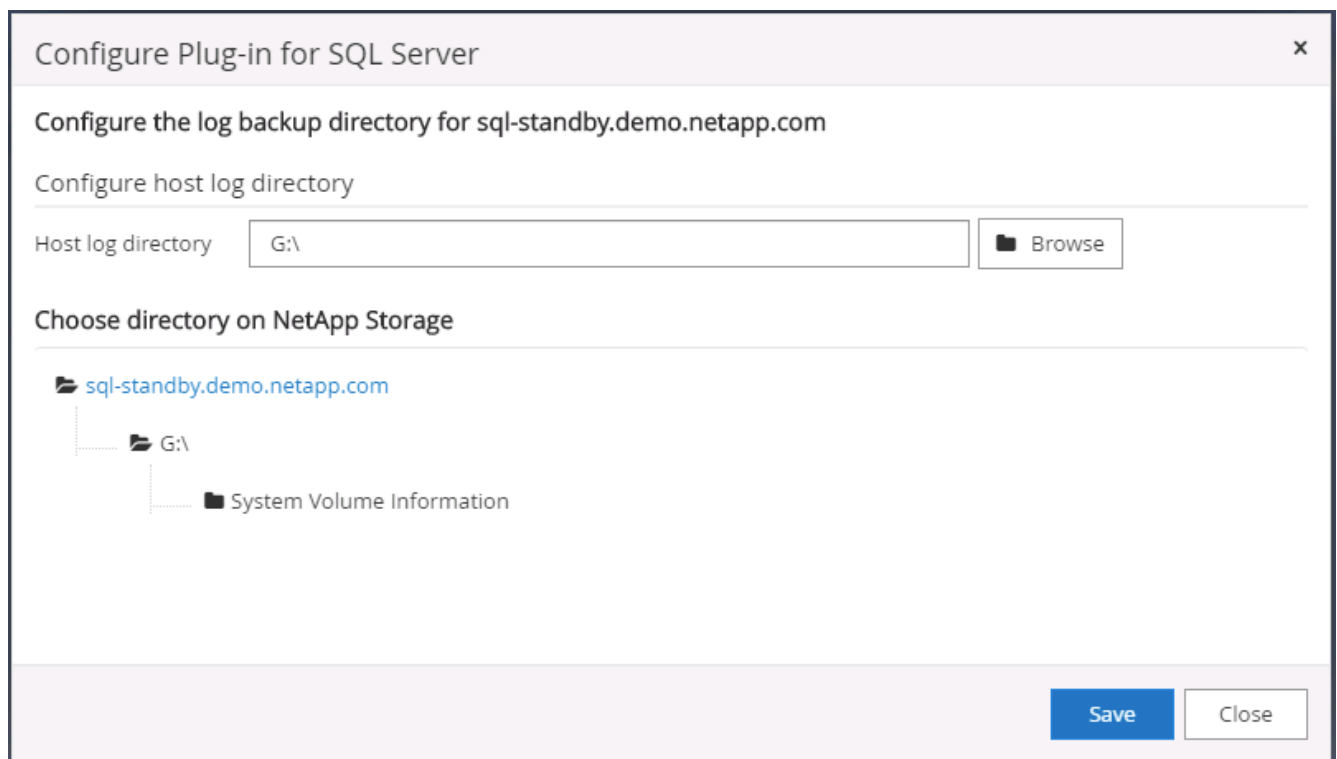 Configure Plug-in for SQL Server ×
Configure the log backup directory for sql-standby.demo.netapp.com
Configure host log directory
Host log directory G:\ Browse
Choose directory on NetApp Storage
sql-standby.demo.netapp.com
G:\
System Volume Information
Save Close